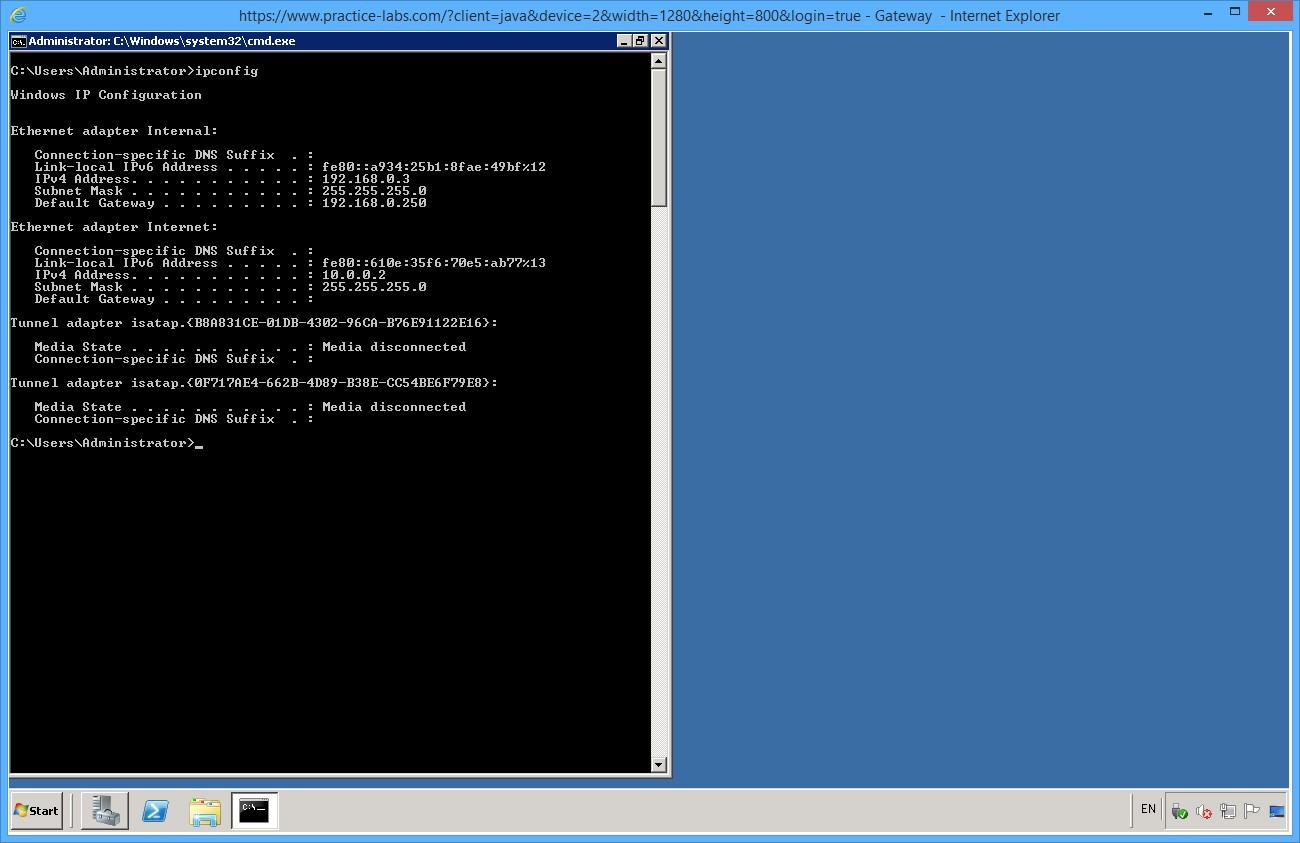 https://www.practice-labs.com/?client=java&device=2&width=1280&height=800&login=true - Gateway - Internet Explorer
Administrator: C:\Windows\system32\cmd.exe
C:\Users\Administrator>ipconfig
Windows IP Configuration
Ethernet adapter Internal:
Connection-specific DNS Suffix . :
Link-local IPv6 Address . . . . . : fe80::a934:25b1:8fae:49bf%12
IPv4 Address. . . . . . . . . . . : 192.168.0.3
Subnet Mask . . . . . . . . . . . : 255.255.255.0
Default Gateway . . . . . . . . . : 192.168.0.250
Ethernet adapter Internet:
Connection-specific DNS Suffix . :
Link-local IPv6 Address . . . . . : fe80::610e:35f6:70e5:ab77%13
IPv4 Address. . . . . . . . . . . : 10.0.0.2
Subnet Mask . . . . . . . . . . . : 255.255.255.0
Default Gateway . . . . . . . . . :
Tunnel adapter isatap.{B8A831CE-01DB-4302-96CA-B76E91122E16}:
Media State . . . . . . . . . . . : Media disconnected
Connection-specific DNS Suffix . :
Tunnel adapter isatap.{0F717AE4-662B-4D89-B38E-CC54BE6F79E8}:
Media State . . . . . . . . . . . : Media disconnected
Connection-specific DNS Suffix . :
C:\Users\Administrator>_
Start
EN